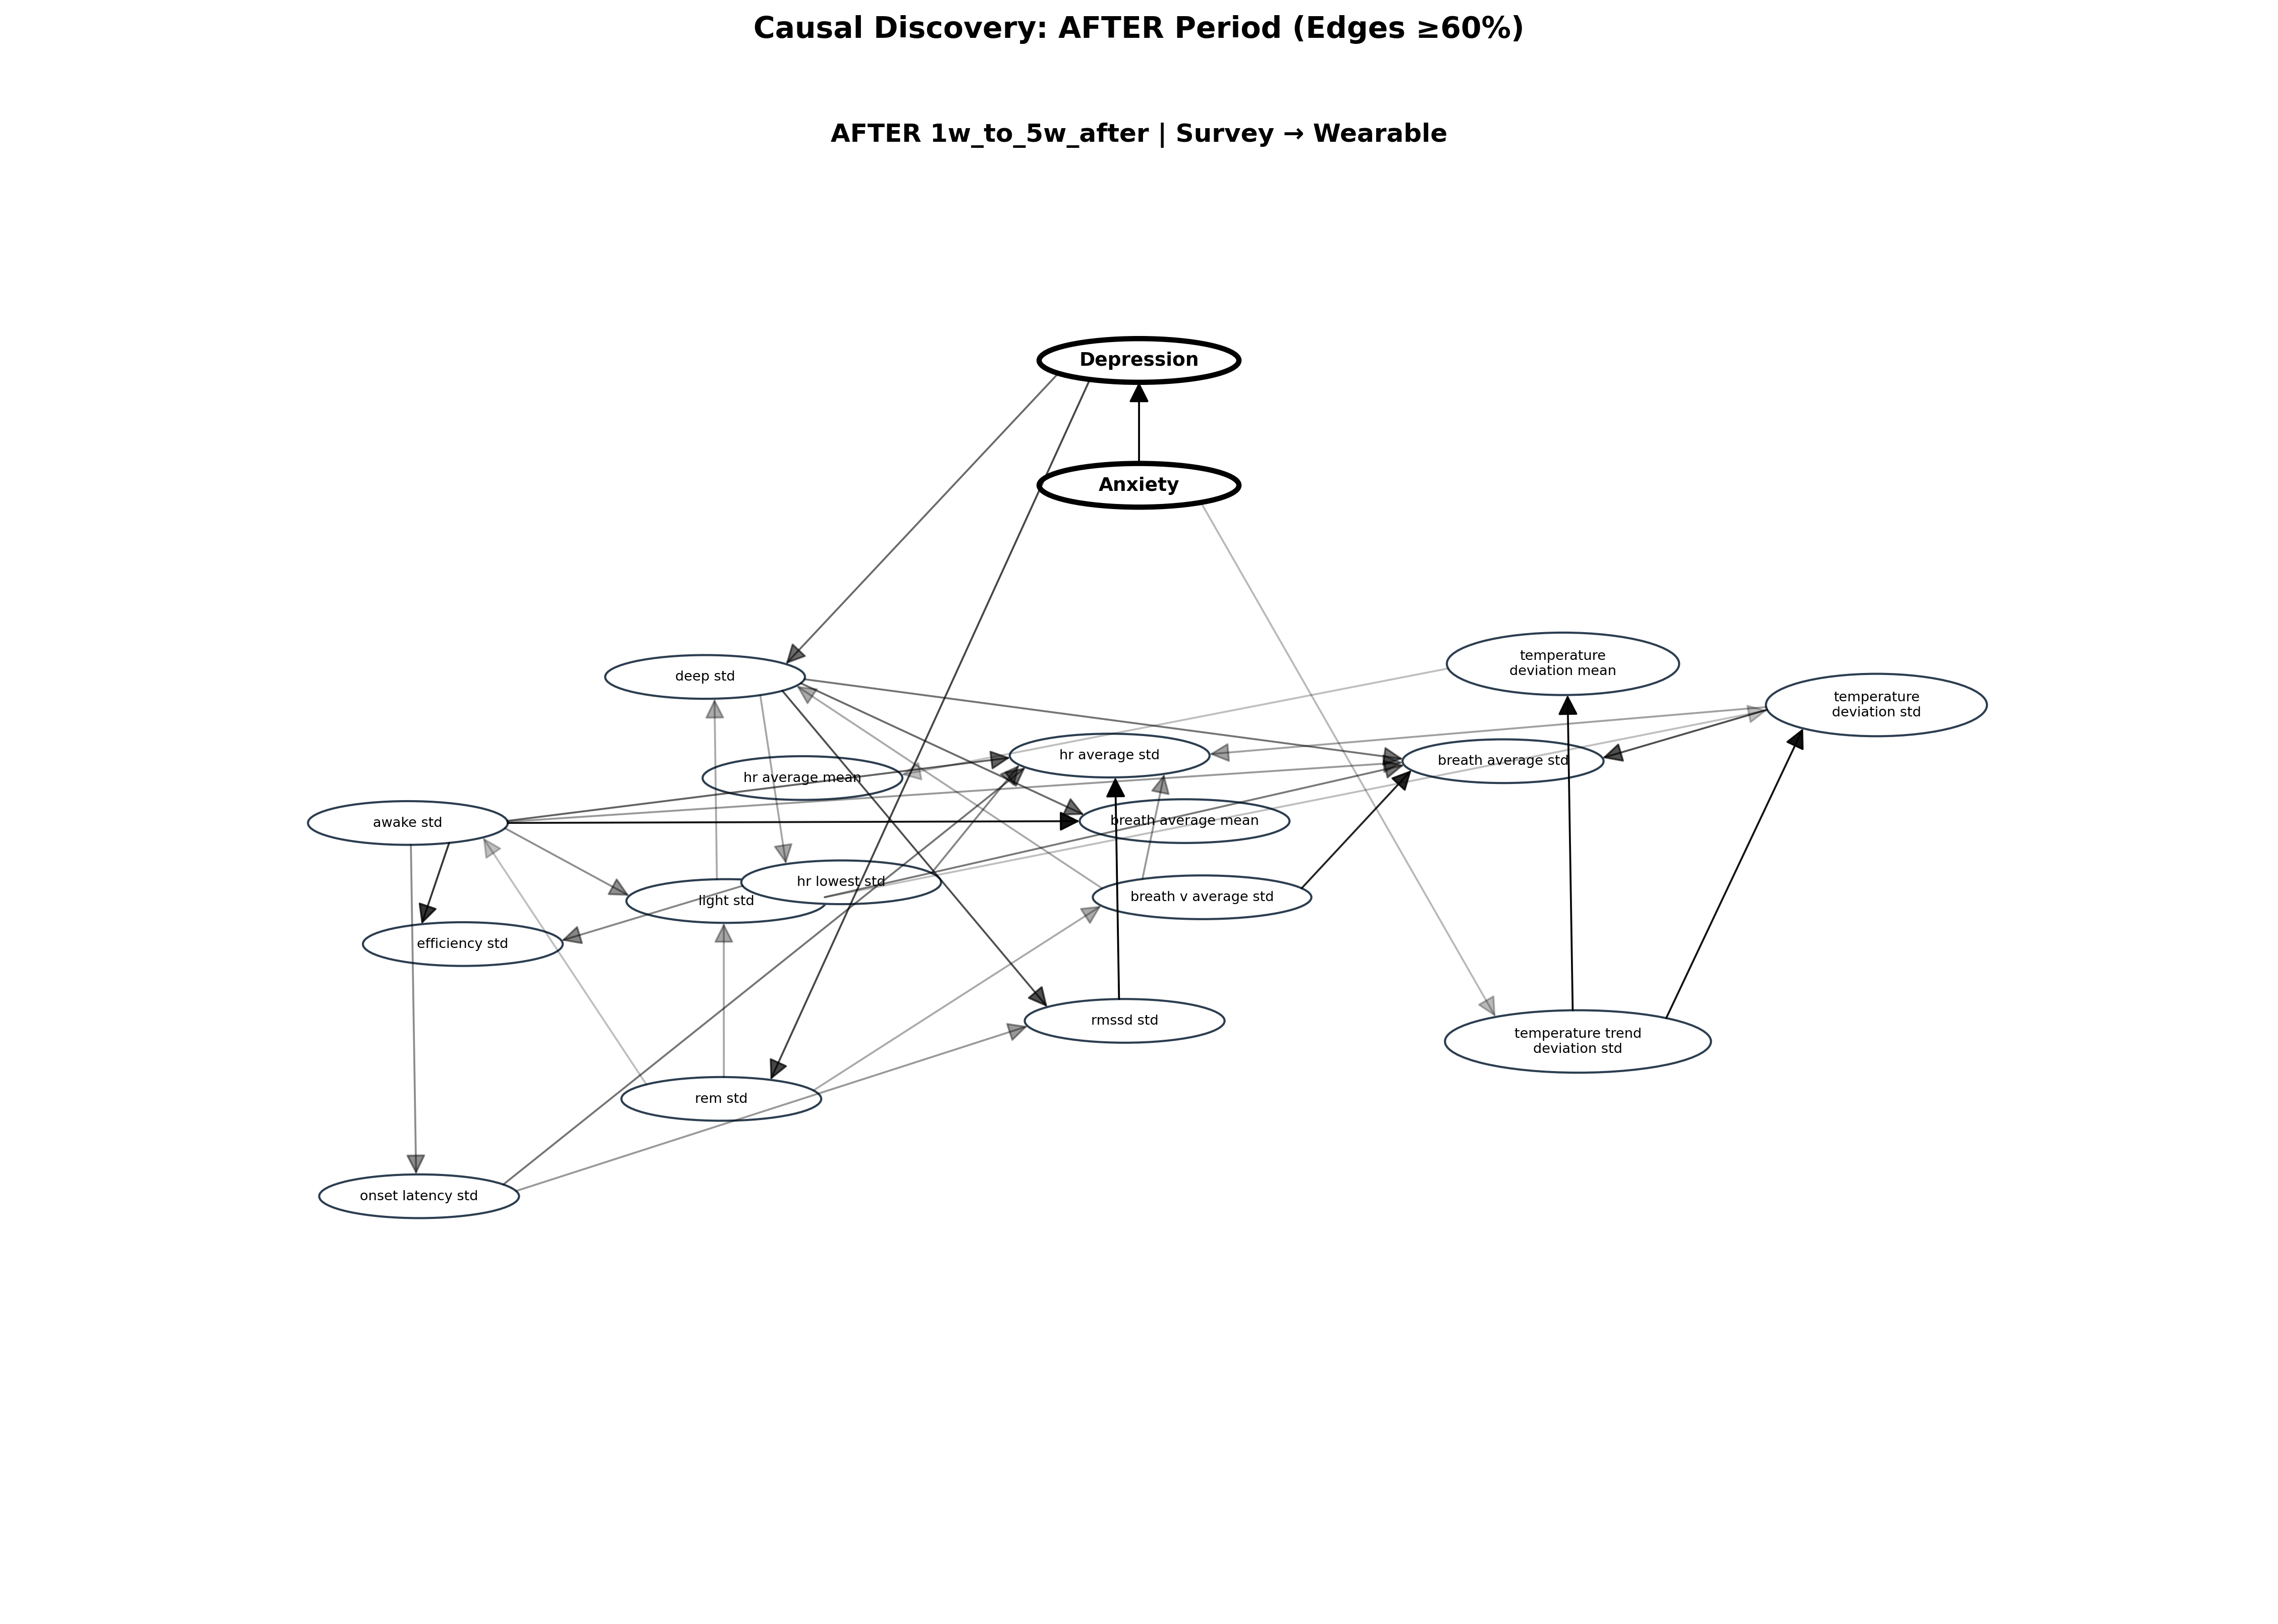 Causal Discovery: AFTER Period (Edges ≥60%)
AFTER 1w_to_5w_after | Survey → Wearable
Depression
Anxiety
deep std
temperature
deviation mean
temperature
deviation std
hr average std
breath average std
hr average mean
awake std
breath average mean
hr lowest std
light std
breath v average std
efficiency std
rmssd std
temperature trend
deviation std
rem std
onset latency std